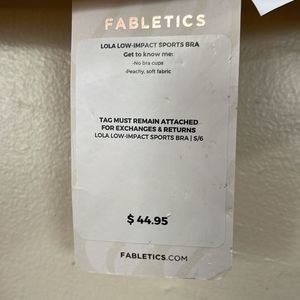 FABLETICS
LOLA LOW-IMPACT SPORTS BRA
Get to know me:
-No bra cups
-Peachy, soft fabric
TAG MUST REMAIN ATTACHED
FOR EXCHANGES & RETURNS
LOLA LOW-IMPACT SPORTS BRA | S/6
$ 44.95
FABLETICS.COM